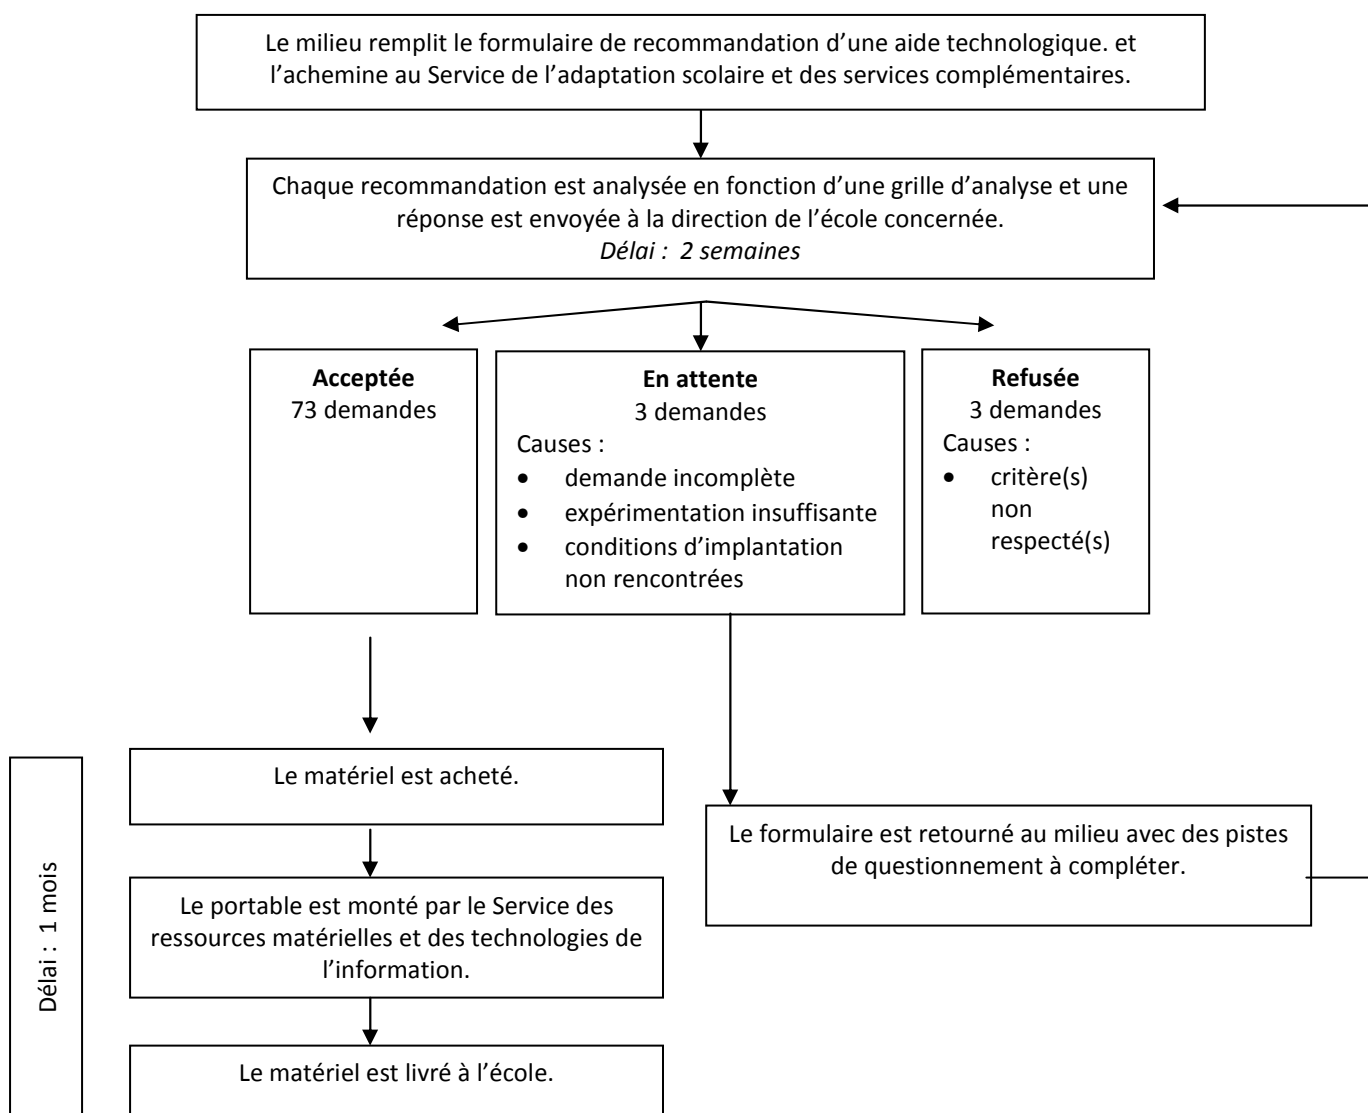 Le milieu remplit le formulaire de recommandation d’une aide technologique. et
l’achemine au Service de l’adaptation scolaire et des services complémentaires.
Chaque recommandation est analysée en fonction d’une grille d’analyse et une
réponse est envoyée à la direction de l’école concernée.
Délai :  2 semaines
Acceptée
73 demandes
En attente
3 demandes
Causes :
• demande incomplète
• expérimentation insuffisante
• conditions d’implantation
non rencontrées
Refusée
3 demandes
Causes :
• critère(s)
non
respecté(s)
Le matériel est acheté.
Le formulaire est retourné au milieu avec des pistes
de questionnement à compléter.
Délai :  1 mois
Le portable est monté par le Service des
ressources matérielles et des technologies de
l’information.
Le matériel est livré à l’école.